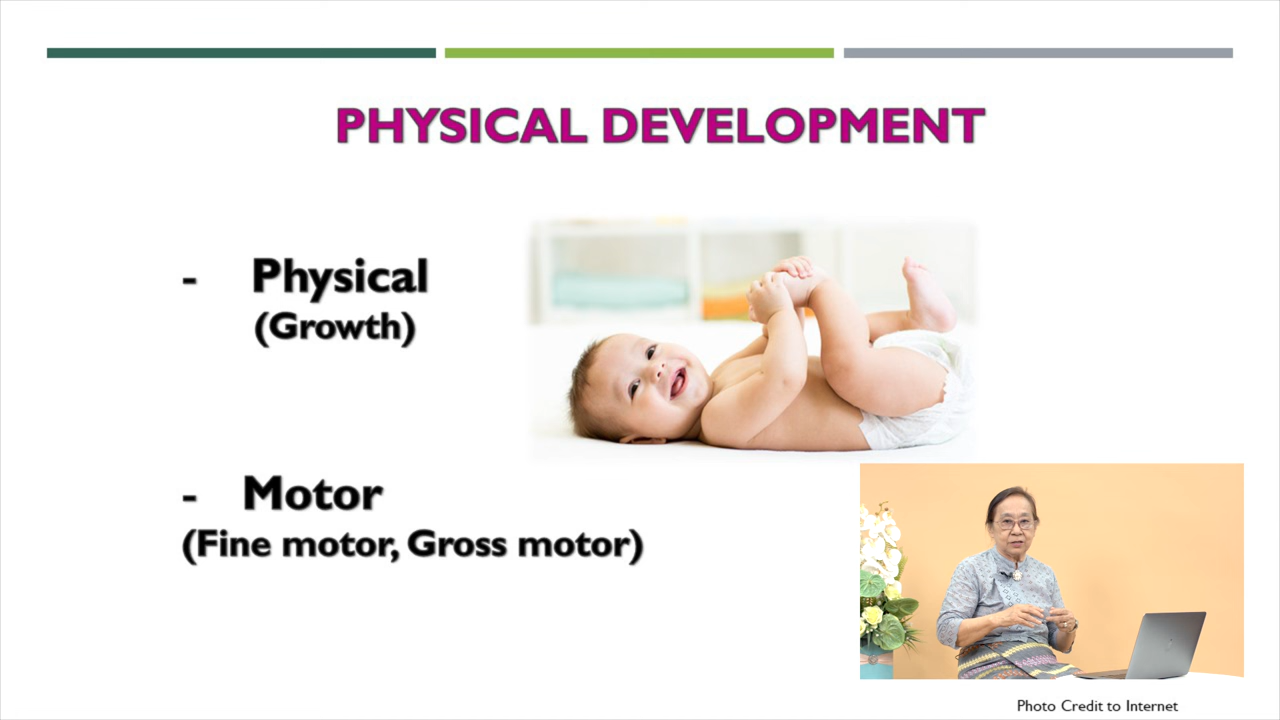 PHYSICAL DEVELOPMENT
- Physical
(Growth)
- Motor
(Fine motor, Gross motor)
Photo Credit to Internet